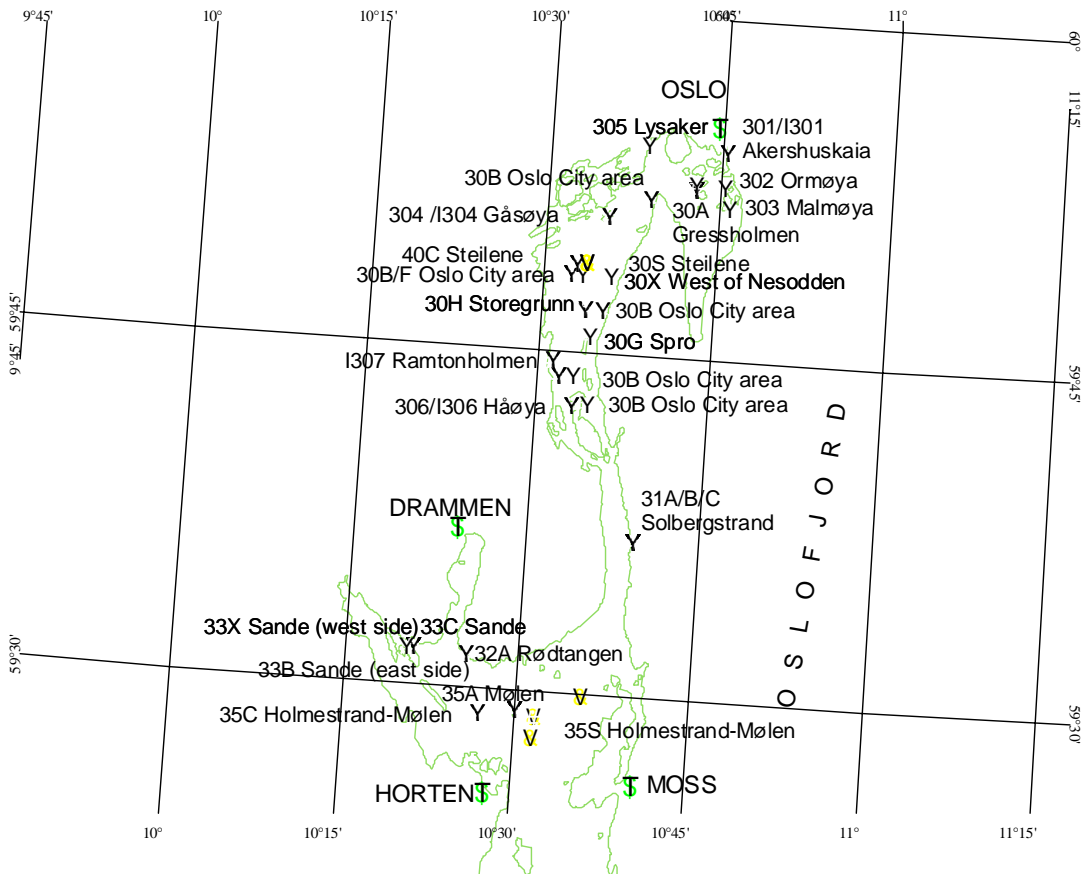 9°45'
10°
10°15'
10°30'
10°45'
11°
60°
11°15'
OSLO
305 Lysaker
301/I301
Akershuskaia
30B Oslo City area
302 Ormøya
304 /I304 Gåsøya
30A
Gressholmen
303 Malmøya
40C Steilene
30S Steilene
30B/F Oslo City area
30X West of Nesodden
30H Storegrunn
30B Oslo City area
59°45'
9°45'
30G Spro
I307 Ramtonholmen
30B Oslo City area
59°45'
306/I306 Håøya
30B Oslo City area
OSLOFJORD
DRAMMEN
31A/B/C
Solbergstrand
33X Sande (west side)
33C Sande
59°30'
32A Rødtangen
33B Sande (east side)
35A Mølen
35C Holmestrand-Mølen
35S Holmestrand-Mølen
59°30'
HORTEN
MOSS
10°
10°15'
10°30'
10°45'
11°
11°15'